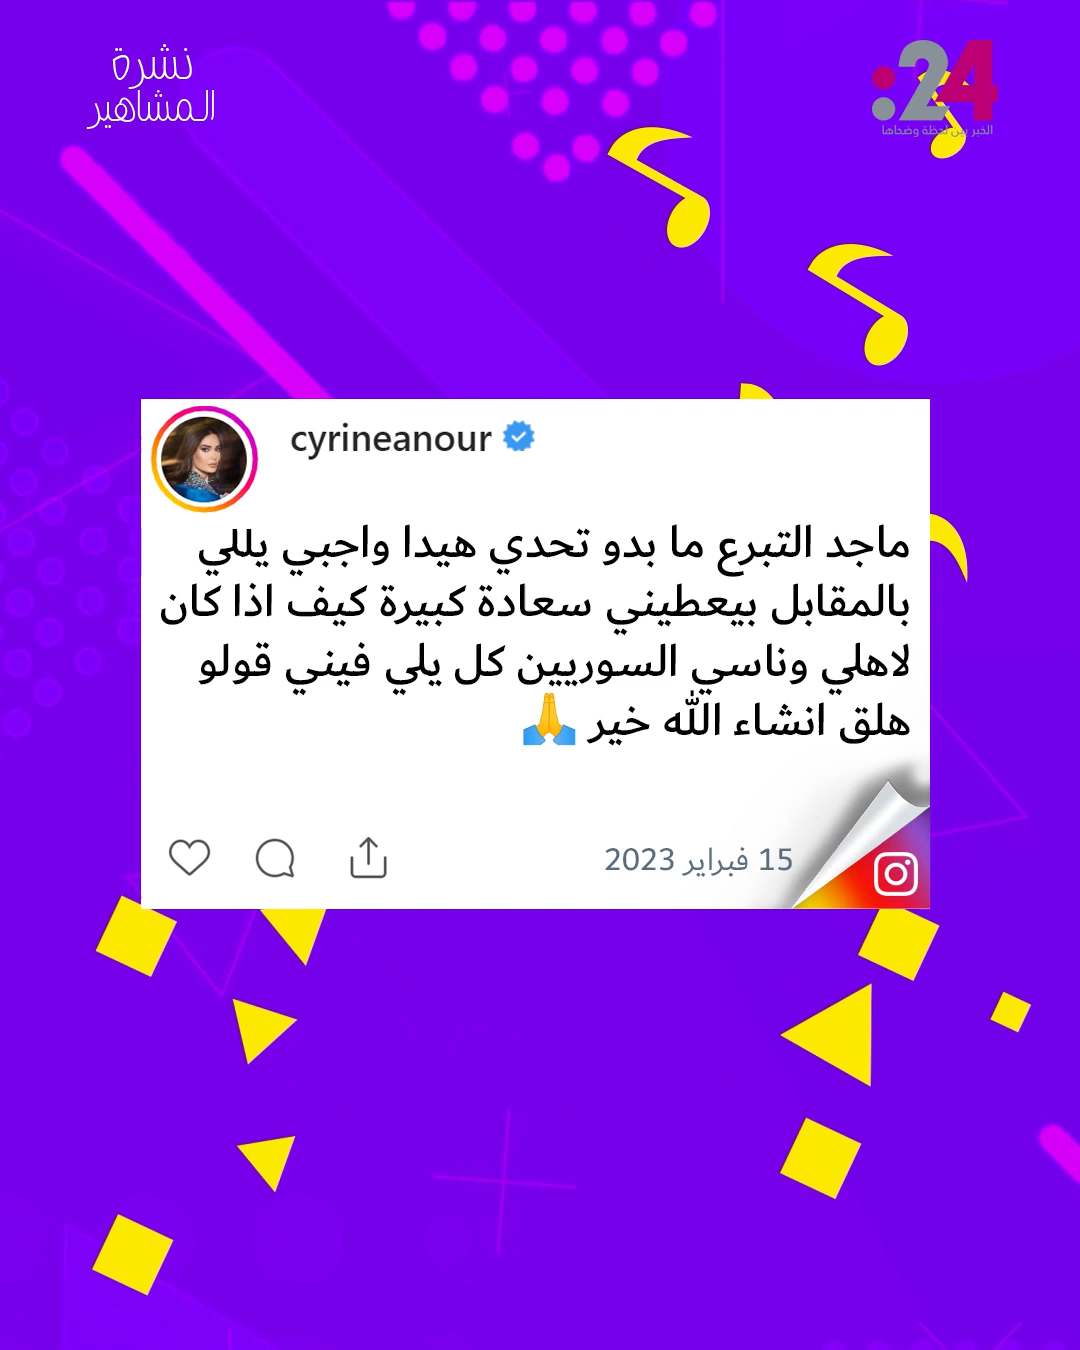 نشرة
المشاهير
24:
الخبر بين لحظة وضحاها
cyrineanour
ماجد التبرع ما بدو تحدي هيدا واجبي يللي
بالمقابل بيعطيني سعادة كبيرة كيف اذا كان
لاهلي وناسي السوريين كل يلي فيني قولو
هلق انشاء الله خير 🙏
15 فبراير 2023